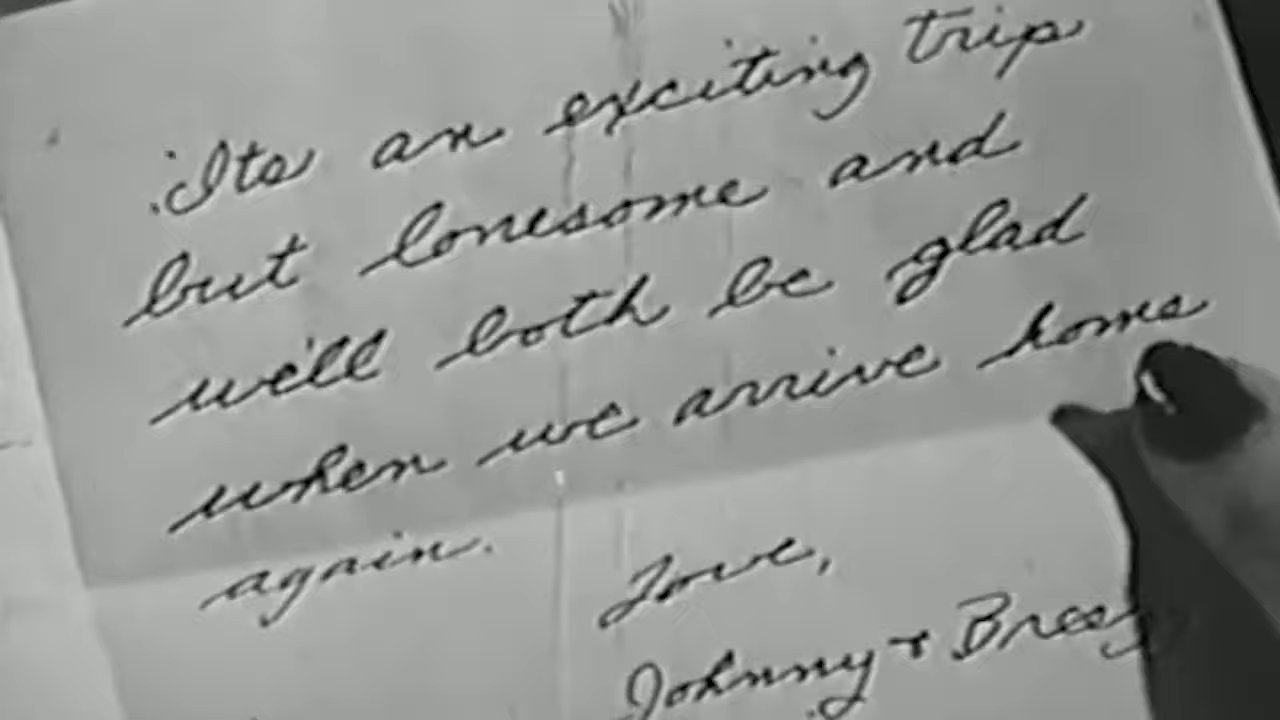 Its an exciting trip
but lonesome and
we'll both be glad
when we arrive home
again.
Love,
Johnny + Breezy